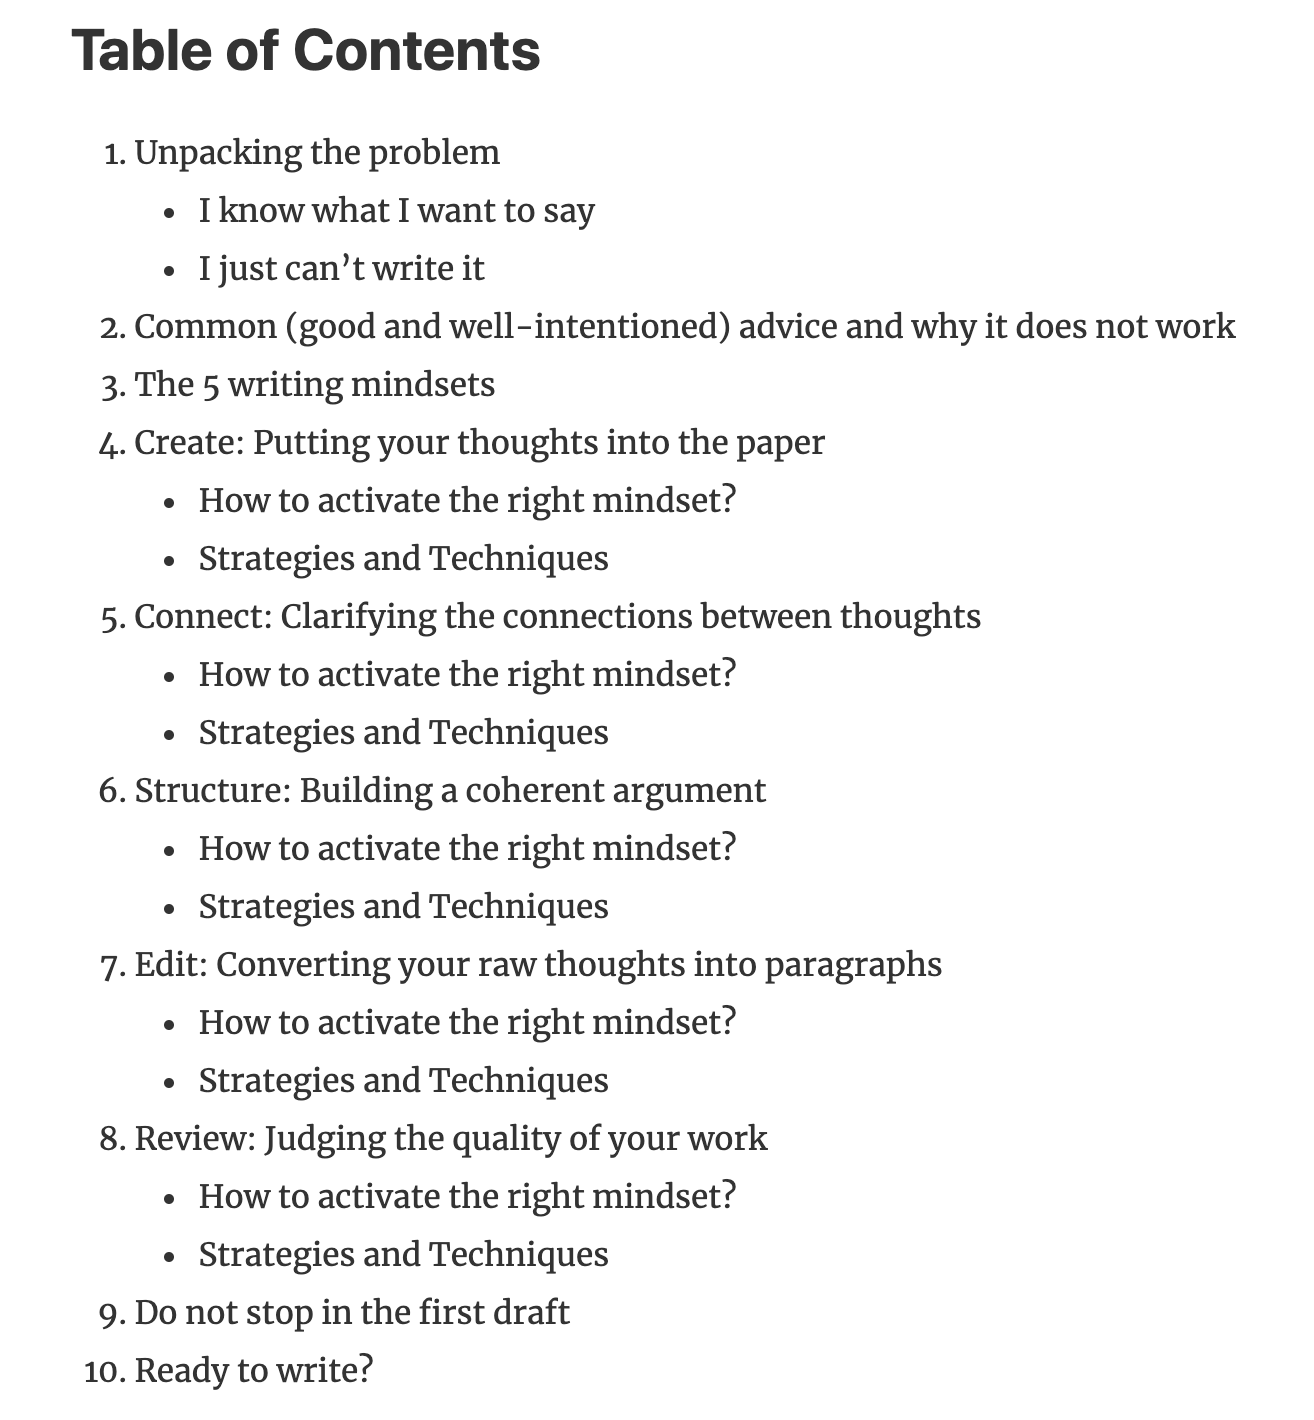 Table of Contents
1. Unpacking the problem
• I know what I want to say
• I just can’t write it
2. Common (good and well-intentioned) advice and why it does not work
3. The 5 writing mindsets
4. Create: Putting your thoughts into the paper
• How to activate the right mindset?
• Strategies and Techniques
5. Connect: Clarifying the connections between thoughts
• How to activate the right mindset?
• Strategies and Techniques
6. Structure: Building a coherent argument
• How to activate the right mindset?
• Strategies and Techniques
7. Edit: Converting your raw thoughts into paragraphs
• How to activate the right mindset?
• Strategies and Techniques
8. Review: Judging the quality of your work
• How to activate the right mindset?
• Strategies and Techniques
9. Do not stop in the first draft
10. Ready to write?